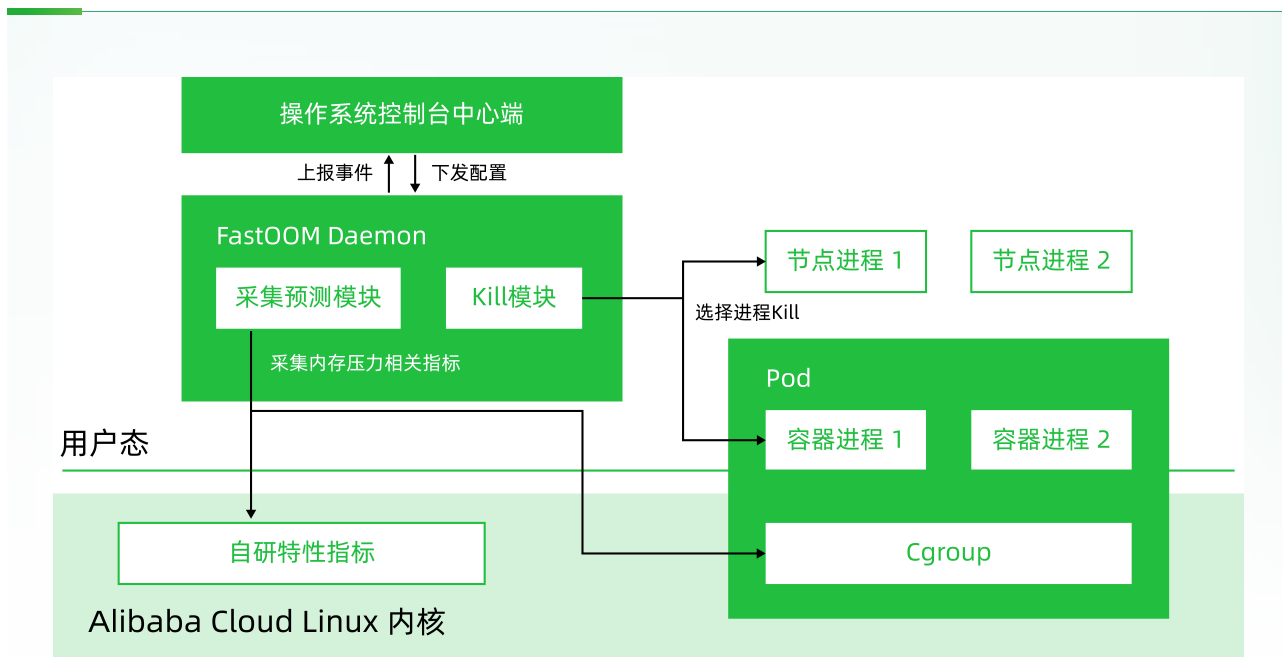 操作系统控制台中心端
上报事件
下发配置
FastOOM Daemon
采集预测模块
Kill模块
节点进程 1
节点进程 2
选择进程Kill
采集内存压力相关指标
Pod
容器进程 1
容器进程 2
用户态
自研特性指标
Cgroup
Alibaba Cloud Linux 内核